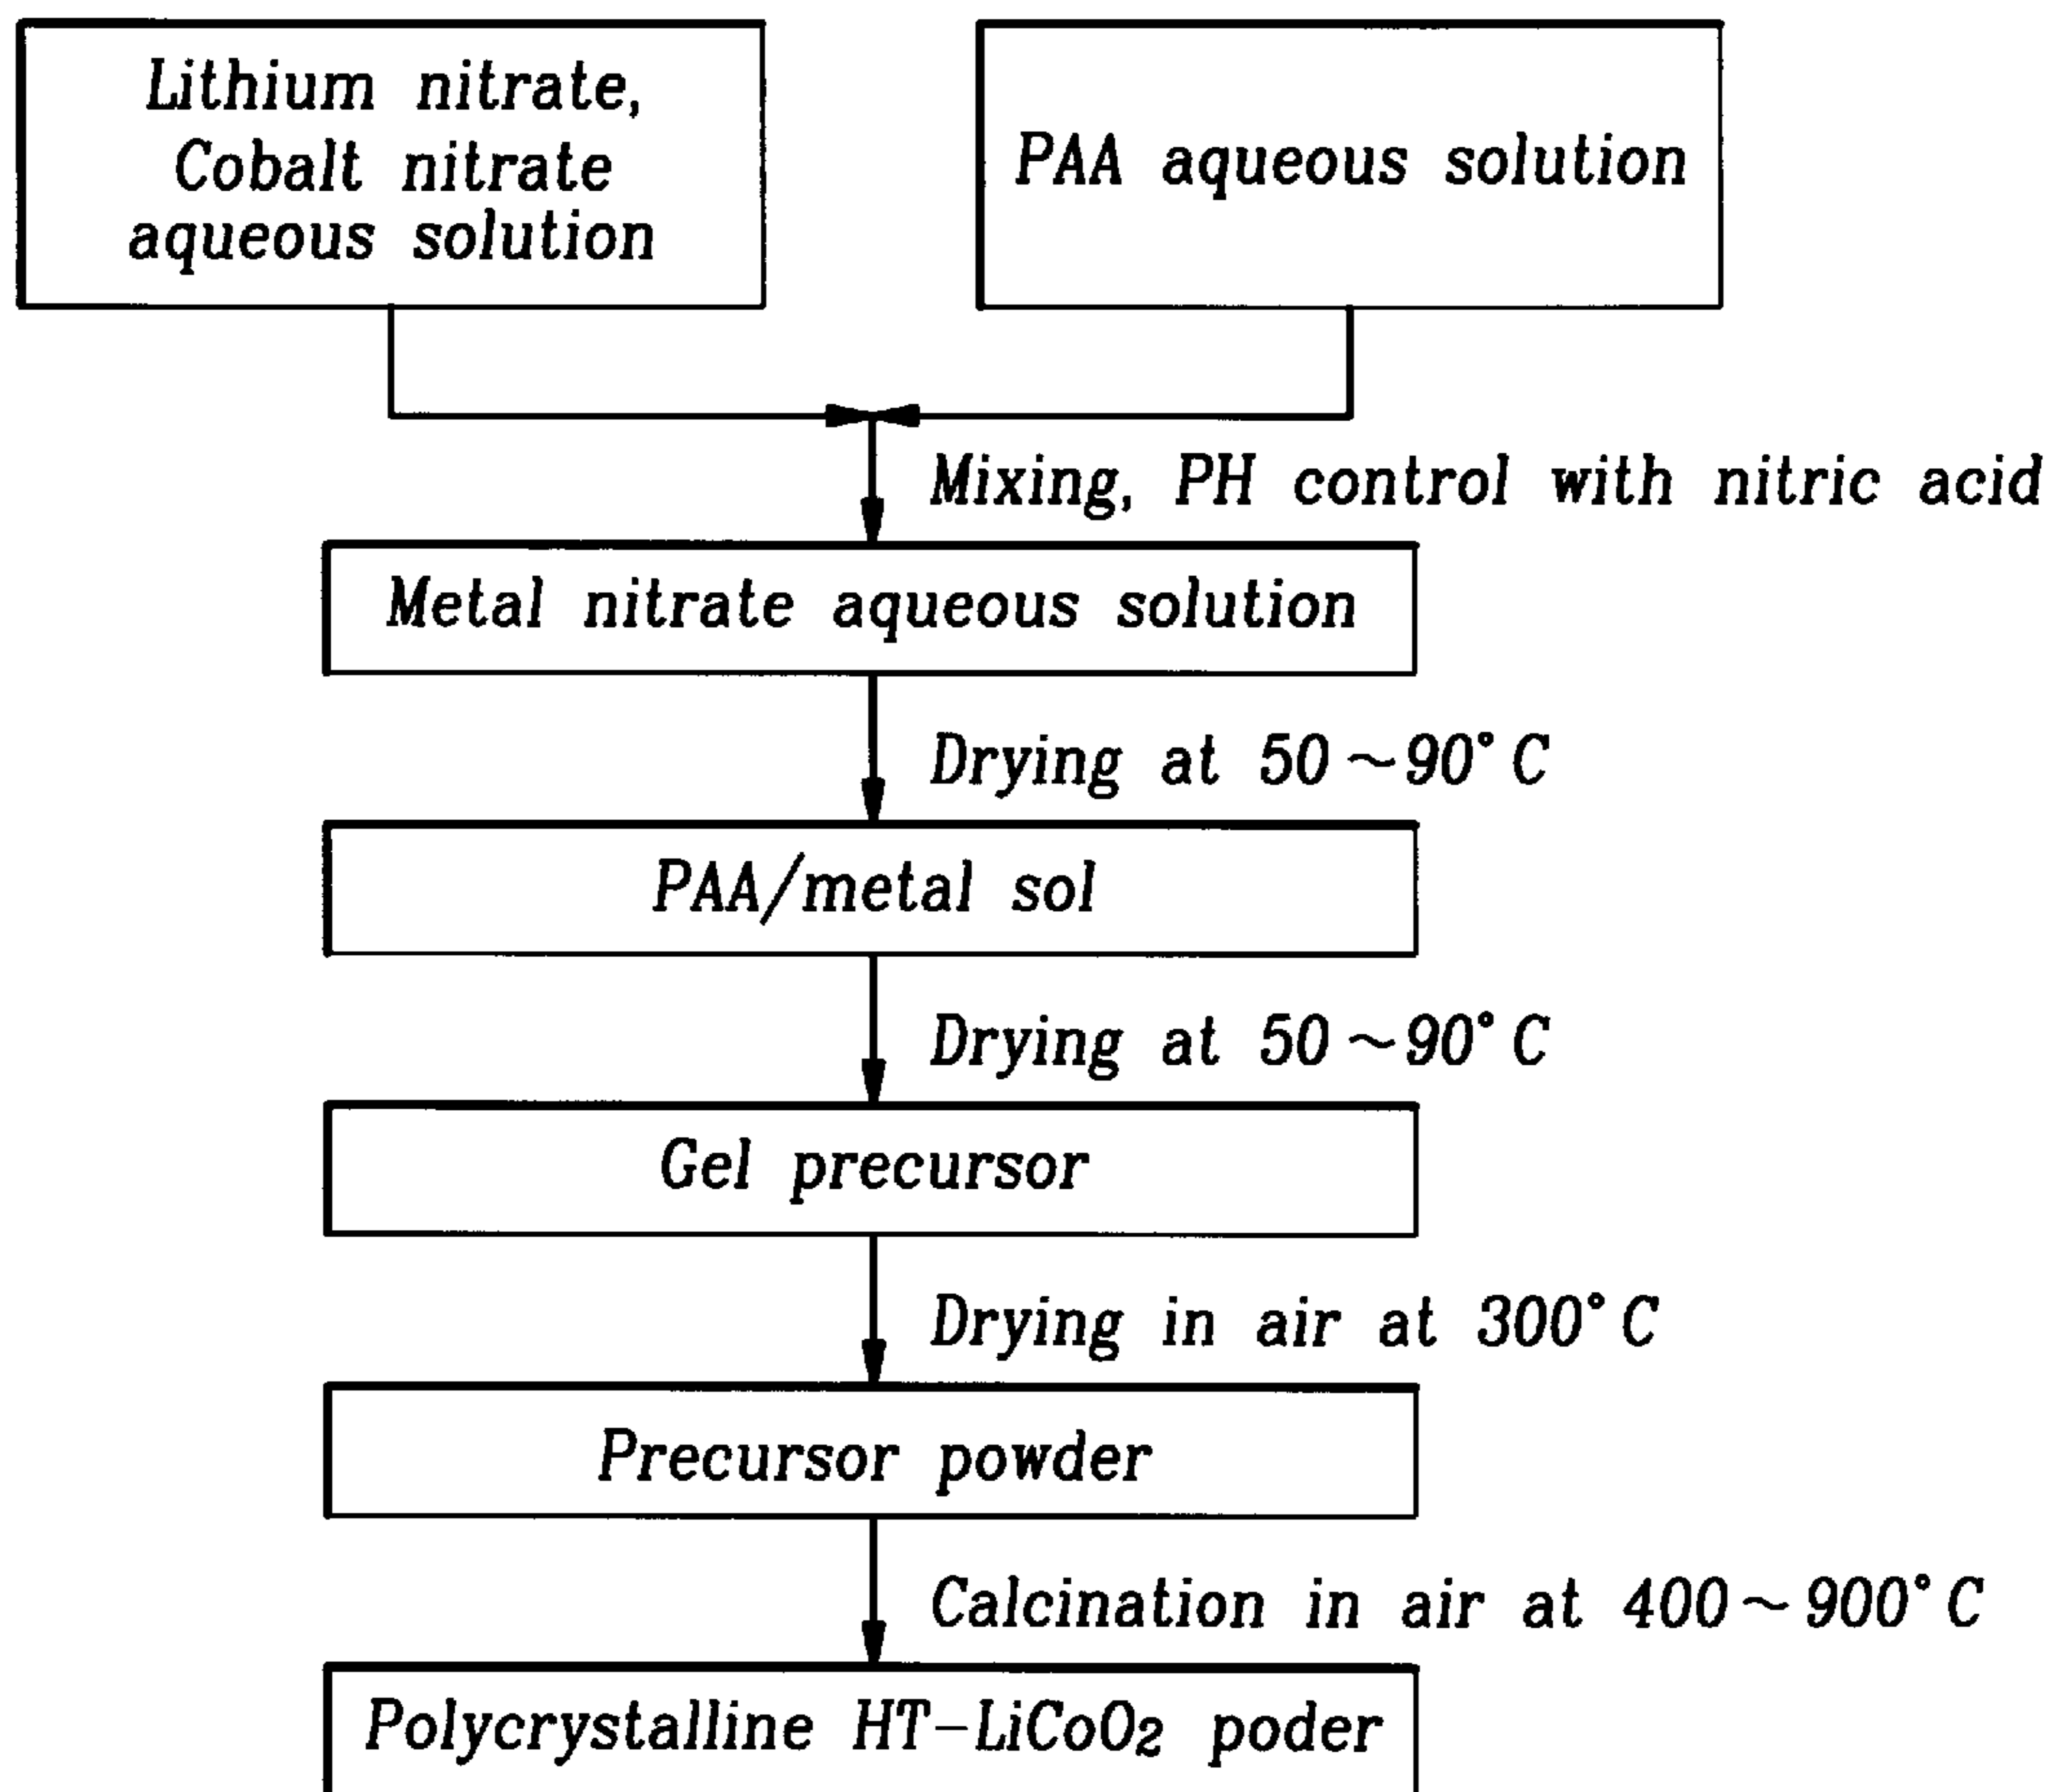 Lithium nitrate,
Cobalt nitrate
aqueous solution
PAA aqueous solution
Mixing, PH control with nitric acid
Metal nitrate aqueous solution
Drying at 50~90°C
PAA/metal sol
Drying at 50~90°C
Gel precursor
Drying in air at 300°C
Precursor powder
Calcination in air at 400~900°C
Polycrystalline HT-LiCoO2 poder